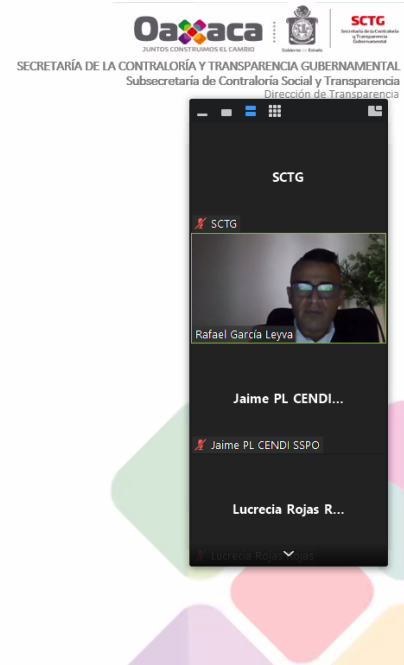 Oaxaca
JUNTOS CONSTRUIMOS EL CAMBIO
Gobierno del Estado
SCTG
Secretaría de la Contraloría
y Transparencia
Gubernamental
SECRETARÍA DE LA CONTRALORÍA Y TRANSPARENCIA GUBERNAMENTAL
Subsecretaría de Contraloría Social y Transparencia
Dirección de Transparencia
SCTG
SCTG
Rafael García Leyva
Jaime PL CENDI...
Jaime PL CENDI SSPO
Lucrecia Rojas R...
Lucrecia Rojas Rojas